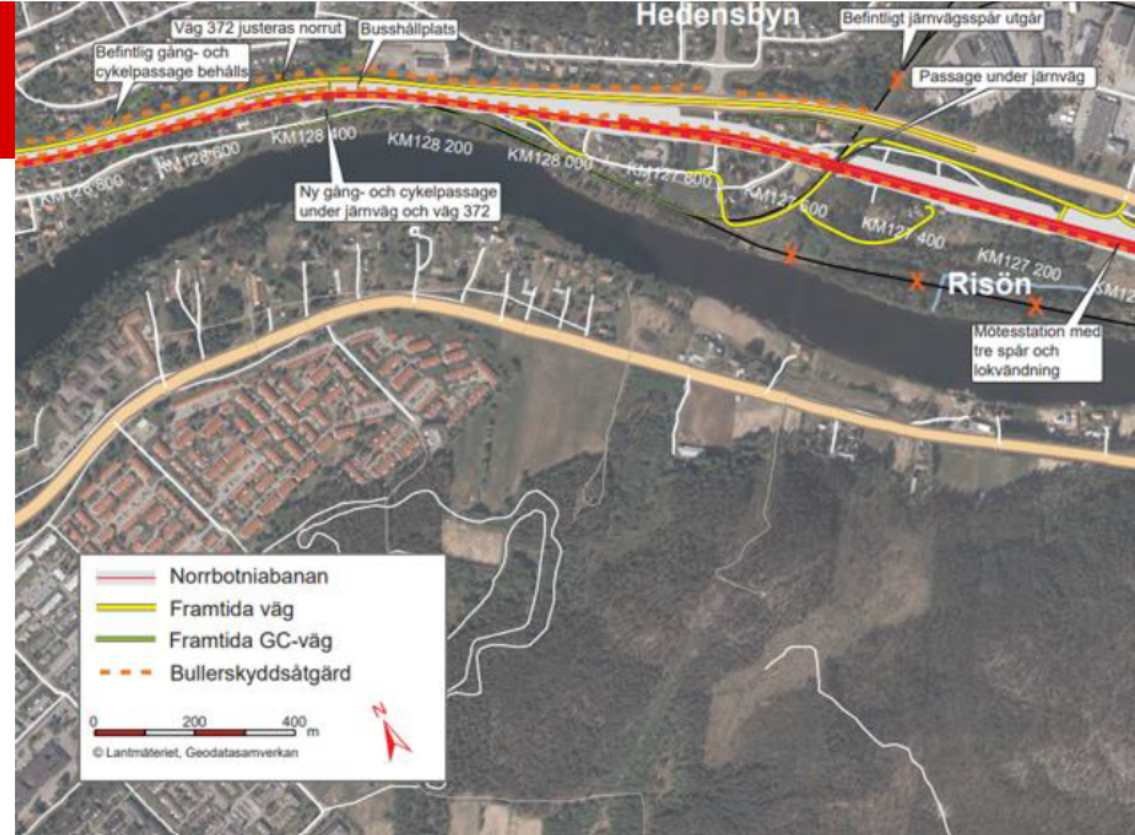 Hedensbyn
Väg 372 justeras norrut
Busshållplats
Befintligt järnvägsspår utgår
Befintlig gång- och
cykelpassage behålls
Passage under järnväg
KM128 600
KM128 600
KM128 400
KM128 200
KM128 000
KM127 800
KM127 600
KM127 400
KM127 200
Ny gång- och cykelpassage
under järnväg och väg 372
Risön
Mötesstation med
tre spår och
lokvändning
Norrbotniabanan
Framtida väg
Framtida GC-väg
Bullerskyddsåtgärd
0 200 400 m
N
© Lantmäteriet, Geodatasamverkan